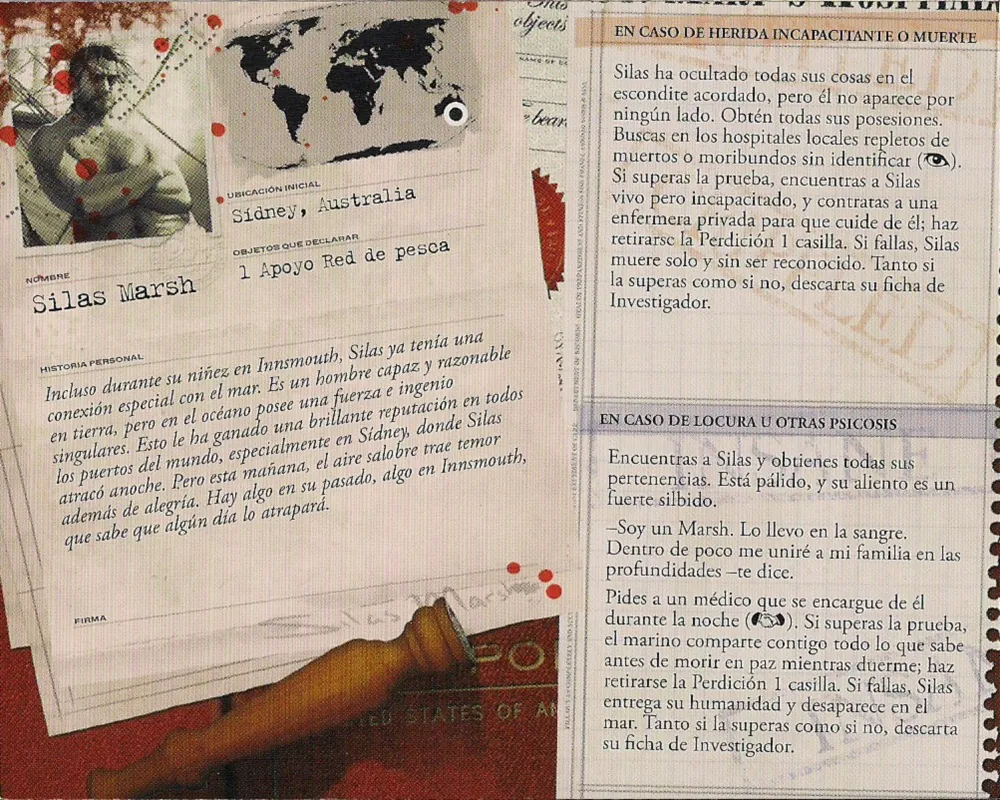 UBICACIÓN INICIAL
Sídney, Australia
OBJETOS QUE DECLARAR
1 Apoyo Red de pesca
NOMBRE
Silas Marsh
HISTORIA PERSONAL
Incluso durante su niñez en Innsmouth, Silas ya tenía una
conexión especial con el mar. Es un hombre capaz y razonable
en tierra, pero en el océano posee una fuerza e ingenio
singulares. Esto le ha ganado una brillante reputación en todos
los puertos del mundo, especialmente en Sídney, donde Silas
atracó anoche. Pero esta mañana, el aire salobre trae temor
además de alegría. Hay algo en su pasado, algo en Innsmouth,
que sabe que algún día lo atrapará.
FIRMA
Silas Marsh
UNITED STATES OF AM
This
objects
bear
EN CASO DE HERIDA INCAPACITANTE O MUERTE
Silas ha ocultado todas sus cosas en el
escondite acordado, pero él no aparece por
ningún lado. Obtén todas sus posesiones.
Buscas en los hospitales locales repletos de
muertos o moribundos sin identificar ( ).
Si superas la prueba, encuentras a Silas
vivo pero incapacitado, y contratas a una
enfermera privada para que cuide de él; haz
retirarse la Perdición 1 casilla. Si fallas, Silas
muere solo y sin ser reconocido. Tanto si
la superas como si no, descarta su ficha de
Investigador.
EN CASO DE LOCURA U OTRAS PSICOSIS
Encuentras a Silas y obtienes todas sus
pertenencias. Está pálido, y su aliento es un
fuerte silbido.
–Soy un Marsh. Lo llevo en la sangre.
Dentro de poco me uniré a mi familia en las
profundidades –te dice.
Pides a un médico que se encargue de él
durante la noche ( ). Si superas la prueba,
el marino comparte contigo todo lo que sabe
antes de morir en paz mientras duerme; haz
retirarse la Perdición 1 casilla. Si fallas, Silas
entrega su humanidad y desaparece en el
mar. Tanto si la superas como si no, descarta
su ficha de Investigador.